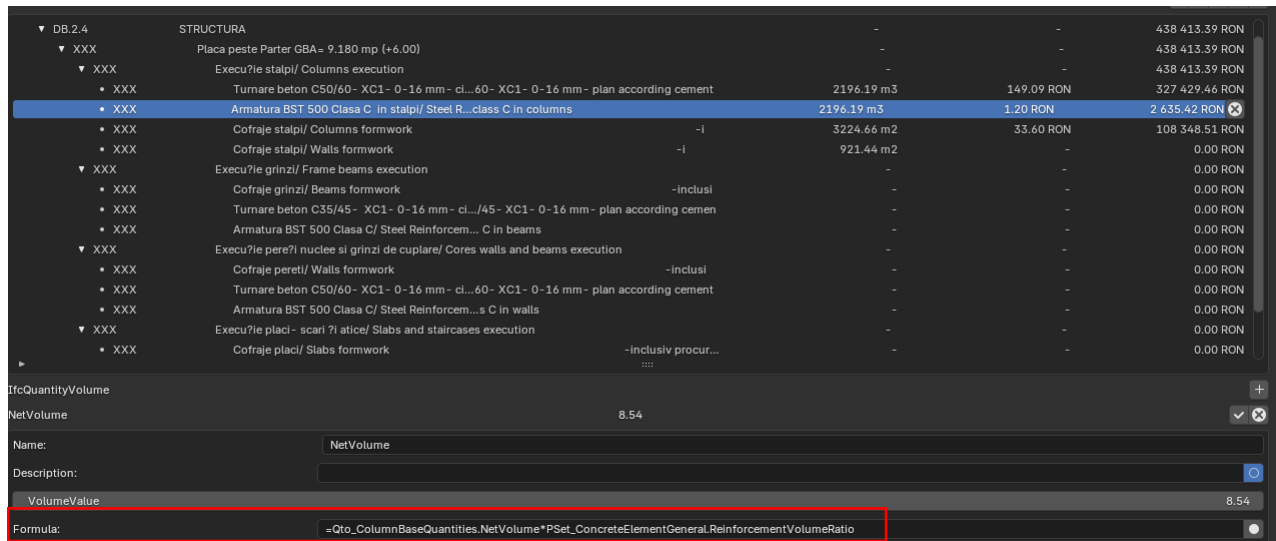 DB.2.4 STRUCTURA - - 438 413.39 RON
XXX Placa peste Parter GBA= 9.180 mp (+6.00) - - 438 413.39 RON
XXX Execu?ie stalpi/ Columns execution - - 438 413.39 RON
XXX Turnare beton C50/60- XC1- 0-16 mm- ci...60- XC1- 0-16 mm- plan according cement 2196.19 m3 149.09 RON 327 429.46 RON
XXX Armatura BST 500 Clasa C in stalpi/ Steel R...class C in columns 2196.19 m3 1.20 RON 2 635.42 RON
XXX Cofraje stalpi/ Columns formwork -i 3224.66 m2 33.60 RON 108 348.51 RON
XXX Cofraje stalpi/ Walls formwork -i 921.44 m2 - 0.00 RON
XXX Execu?ie grinzi/ Frame beams execution - - 0.00 RON
XXX Cofraje grinzi/ Beams formwork -inclusi - - 0.00 RON
XXX Turnare beton C35/45- XC1- 0-16 mm- ci.../45- XC1- 0-16 mm- plan according cemen - - 0.00 RON
XXX Armatura BST 500 Clasa C/ Steel Reinforcem... C in beams - - 0.00 RON
XXX Execu?ie pere?i nuclee si grinzi de cuplare/ Cores walls and beams execution - - 0.00 RON
XXX Cofraje pereti/ Walls formwork -inclusi - - 0.00 RON
XXX Turnare beton C50/60- XC1- 0-16 mm- ci...60- XC1- 0-16 mm- plan according cement - - 0.00 RON
XXX Armatura BST 500 Clasa C/ Steel Reinforcem...s C in walls - - 0.00 RON
XXX Execu?ie placi- scari ?i atice/ Slabs and staircases execution - - 0.00 RON
XXX Cofraje placi/ Slabs formwork -inclusiv procur... - - 0.00 RON
IfcQuantityVolume
NetVolume 8.54
Name: NetVolume
Description:
VolumeValue 8.54
Formula: =Qto_ColumnBaseQuantities.NetVolume*PSet_ConcreteElementGeneral.ReinforcementVolumeRatio